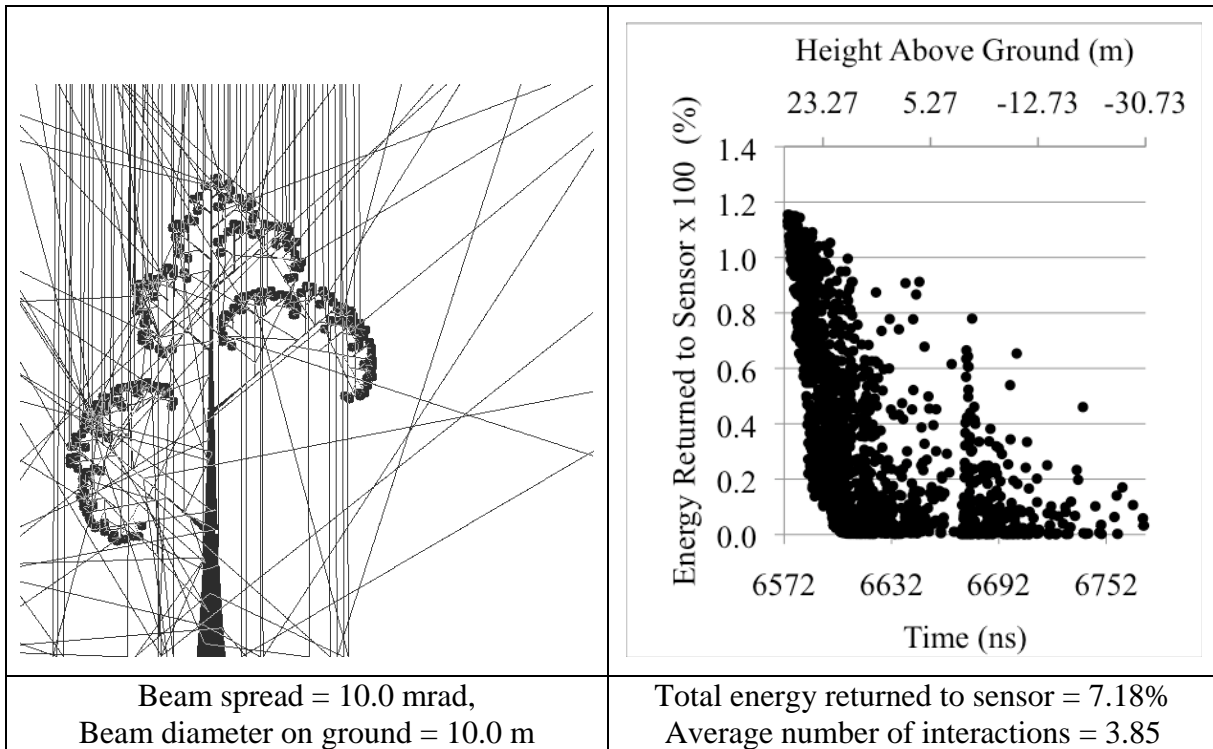 Height Above Ground (m)
23.27 5.27 -12.73 -30.73
Energy Returned to Sensor x 100 (%)
1.4
1.2
1.0
0.8
0.6
0.4
0.2
0.0
6572 6632 6692 6752
Time (ns)
Beam spread = 10.0 mrad,
Beam diameter on ground = 10.0 m
Total energy returned to sensor = 7.18%
Average number of interactions = 3.85